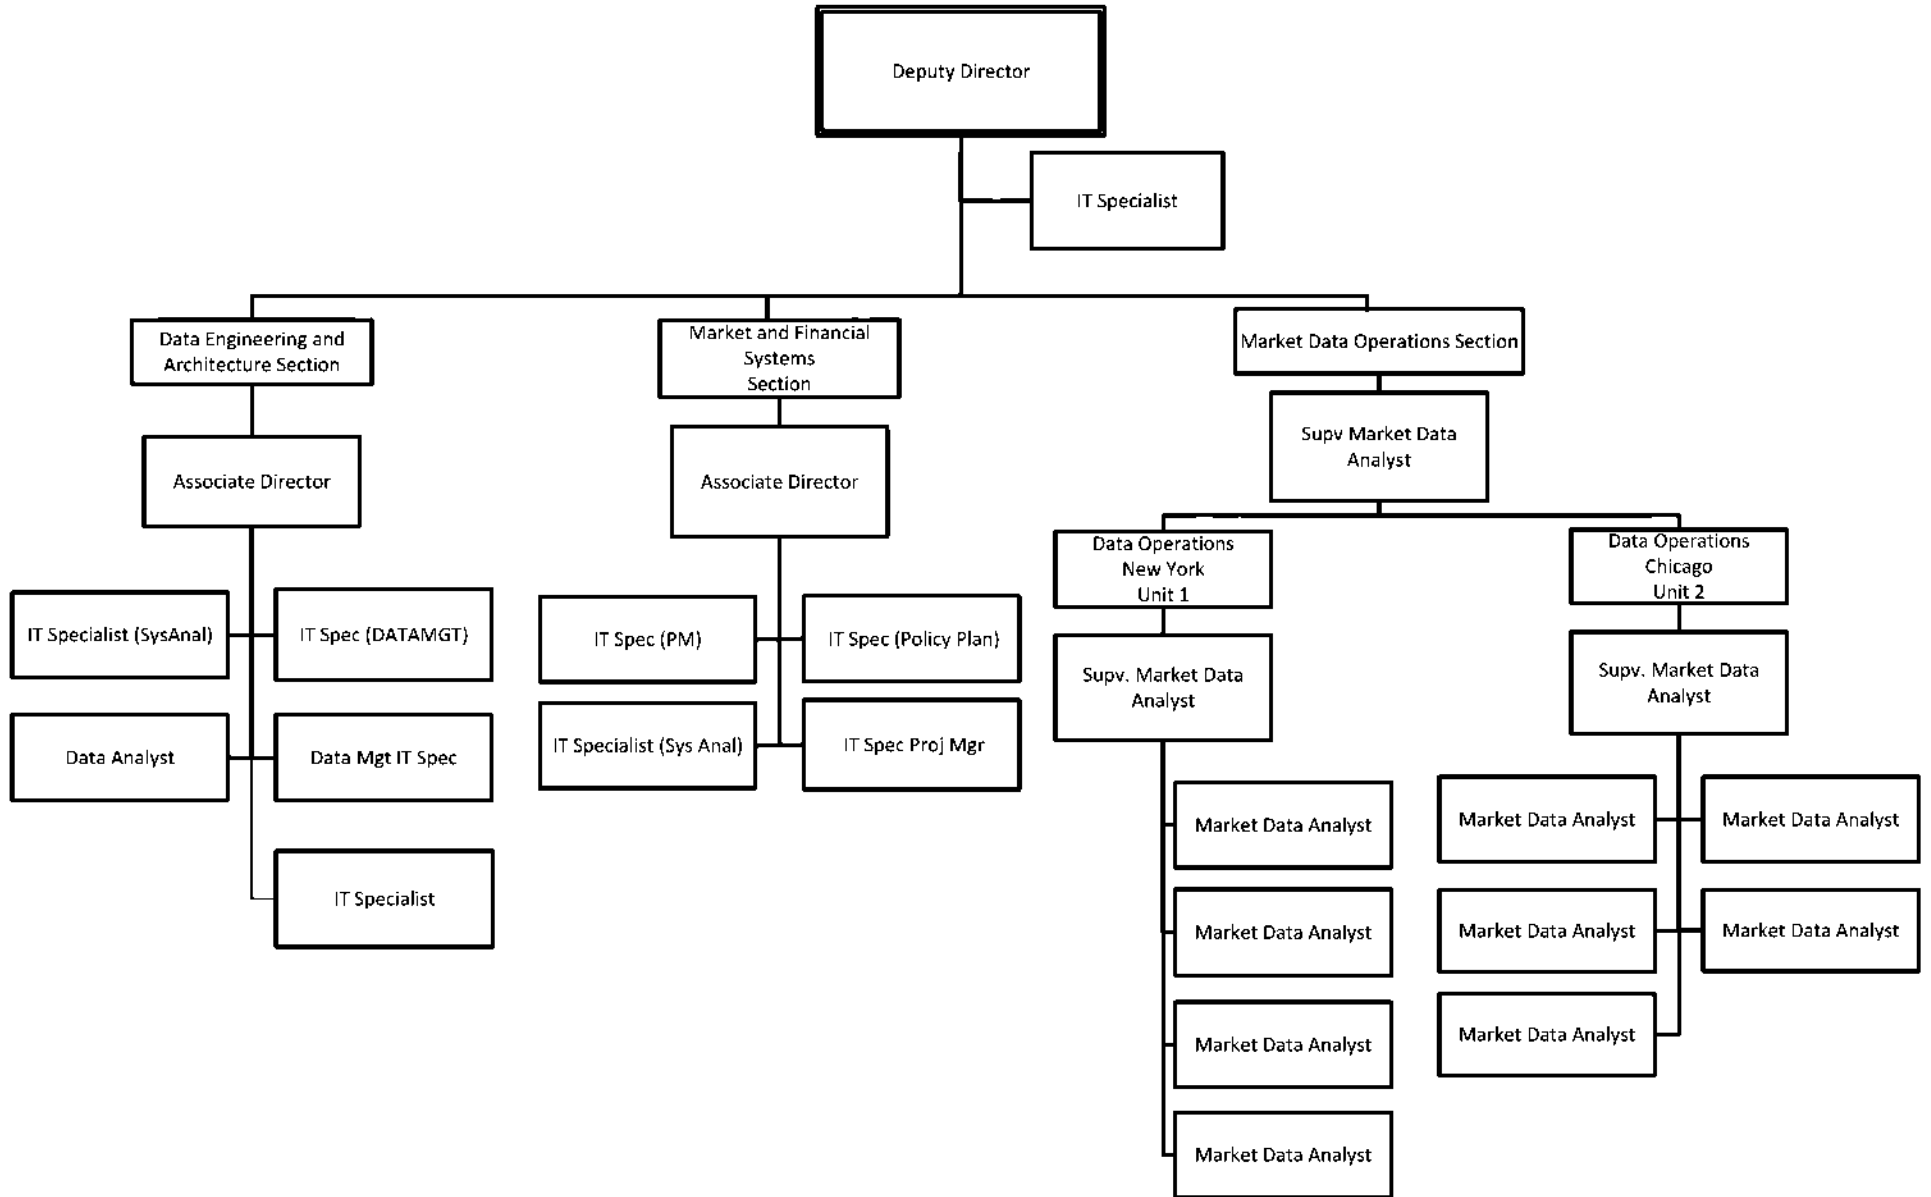 Deputy Director
IT Specialist
Data Engineering and
Architecture Section
Market and Financial
Systems
Section
Market Data Operations Section
Associate Director
Associate Director
Supv Market Data
Analyst
IT Specialist (SysAnal)
IT Spec (DATAMGT)
Data Analyst
Data Mgt IT Spec
IT Specialist
IT Spec (PM)
IT Spec (Policy Plan)
IT Specialist (Sys Anal)
IT Spec Proj Mgr
Data Operations
New York
Unit 1
Supv. Market Data
Analyst
Market Data Analyst
Market Data Analyst
Market Data Analyst
Market Data Analyst
Data Operations
Chicago
Unit 2
Supv. Market Data
Analyst
Market Data Analyst
Market Data Analyst
Market Data Analyst
Market Data Analyst
Market Data Analyst